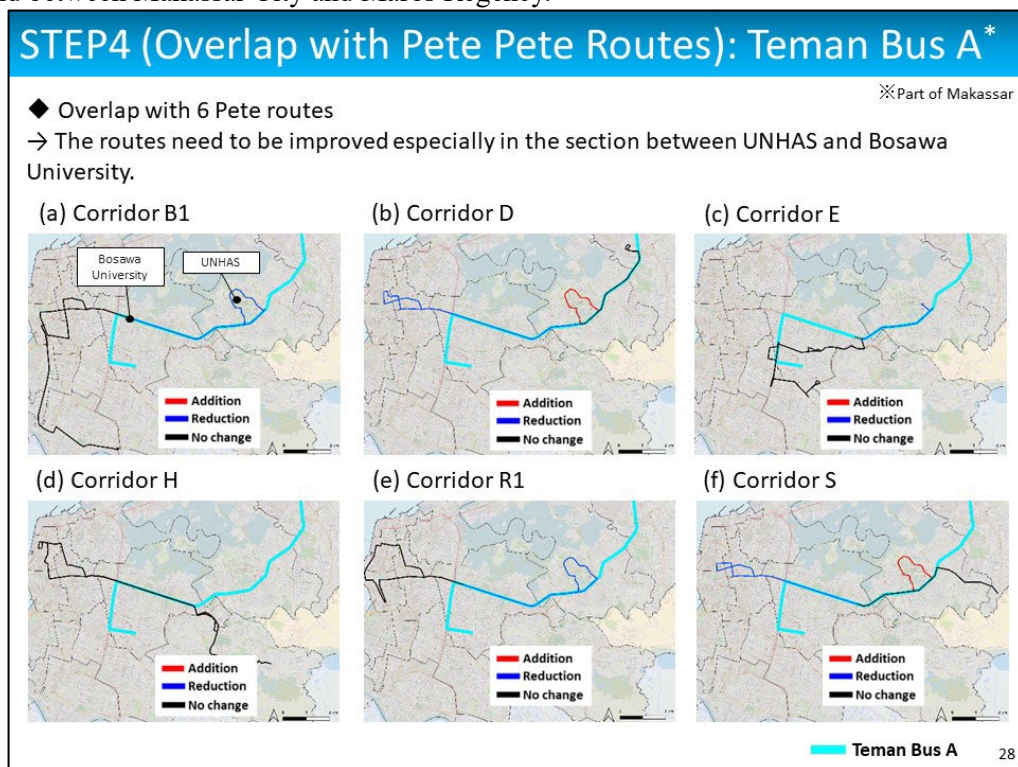 STEP4 (Overlap with Pete Pete Routes): Teman Bus A*
※Part of Makassar
◆ Overlap with 6 Pete routes
→ The routes need to be improved especially in the section between UNHAS and Bosawa
University.
(a) Corridor B1
(b) Corridor D
(c) Corridor E
Bosawa
University
UNHAS
Addition
Reduction
No change
Addition
Reduction
No change
Addition
Reduction
No change
(d) Corridor H
(e) Corridor R1
(f) Corridor S
Addition
Reduction
No change
Addition
Reduction
No change
Addition
Reduction
No change
Teman Bus A
28